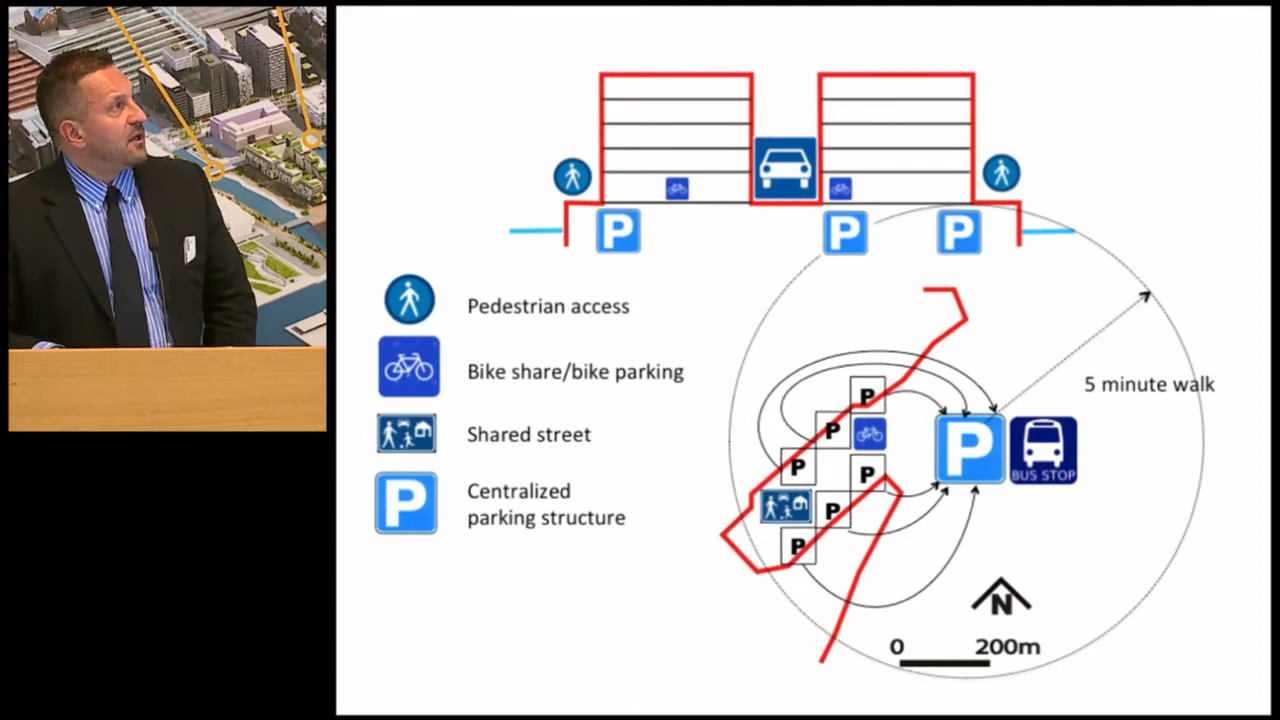 P
P
P
Pedestrian access
Bike share/bike parking
Shared street
P
Centralized
parking structure
5 minute walk
P
P
P
P
P
P
P
BUS STOP
N
0 200m